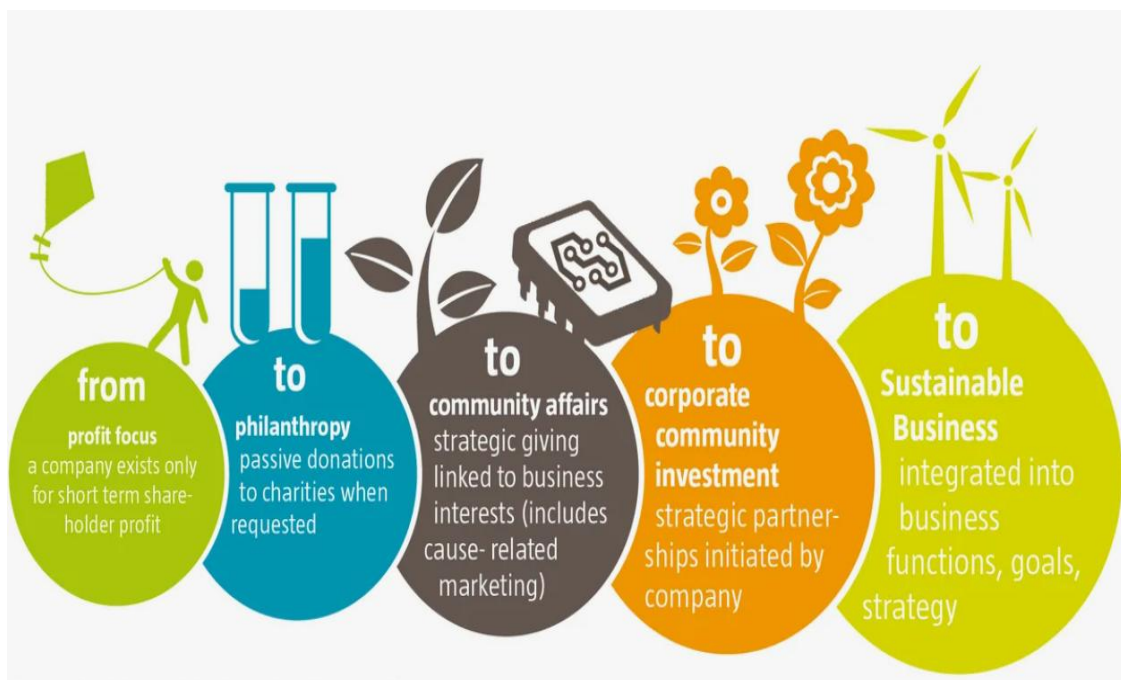 from
profit focus
a company exists only
for short term share-
holder profit
to
philanthropy
passive donations
to charities when
requested
to
community affairs
strategic giving
linked to business
interests (includes
cause- related
marketing)
to
corporate
community
investment
strategic partner-
ships initiated by
company
to
Sustainable
Business
integrated into
business
functions, goals,
strategy